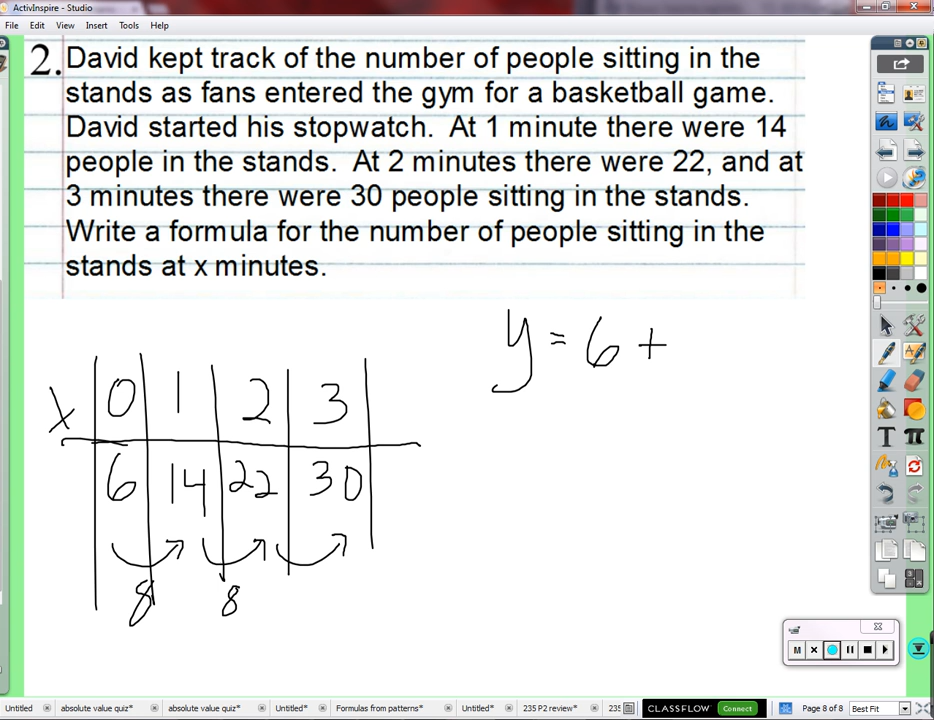 ActivInspire - Studio
File Edit View Insert Tools Help
2. David kept track of the number of people sitting in the
stands as fans entered the gym for a basketball game.
David started his stopwatch. At 1 minute there were 14
people in the stands. At 2 minutes there were 22, and at
3 minutes there were 30 people sitting in the stands.
Write a formula for the number of people sitting in the
stands at x minutes.
y = 6 +
x 0 1 2 3
6 14 22 30
8 8
M
Untitled absolute value quiz* absolute value quiz* Untitled* Formulas from patterns* Untitled* 235 P2 review* 235 CLASSFLOW Connect Page 8 of 8 Best Fit